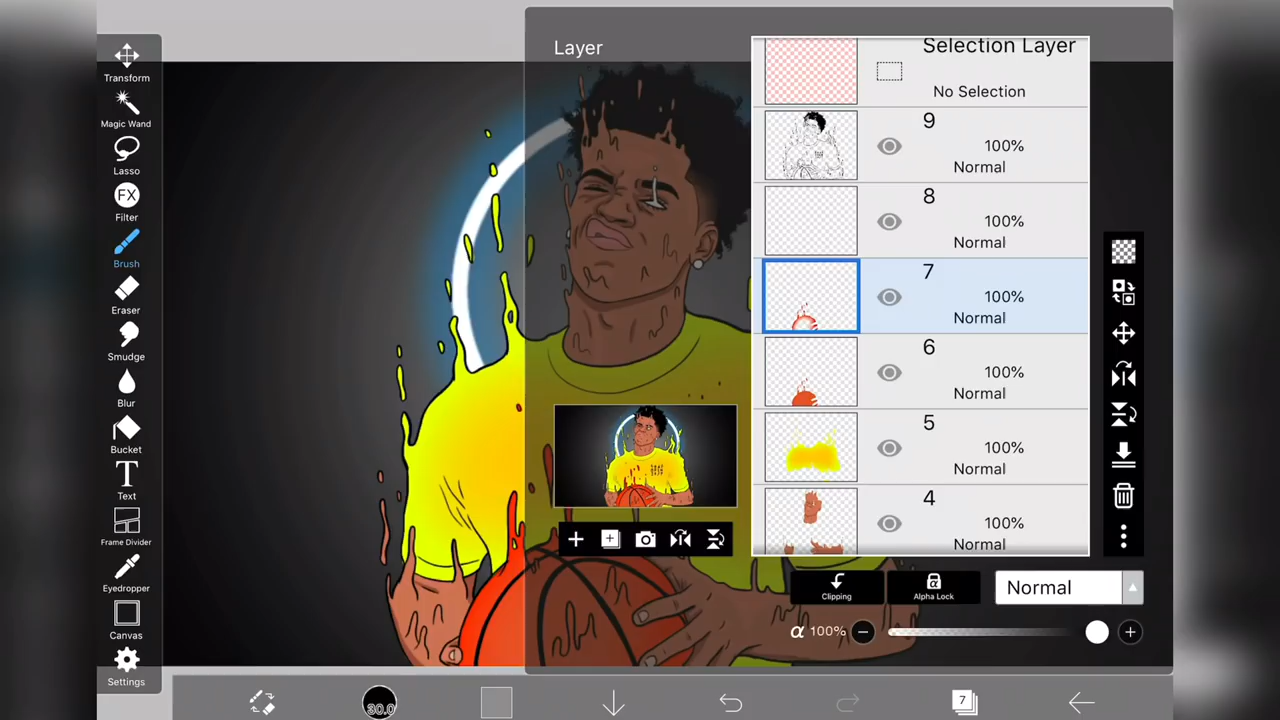 Transform
Magic Wand
Lasso
FX
Filter
Brush
Eraser
Smudge
Blur
Bucket
T
Text
Frame Divider
Eyedropper
Canvas
Settings
Layer
Selection Layer
No Selection
9
100%
Normal
8
100%
Normal
7
100%
Normal
6
100%
Normal
5
100%
Normal
4
100%
Normal
Clipping
Alpha Lock
Normal
α 100%
30.0
7